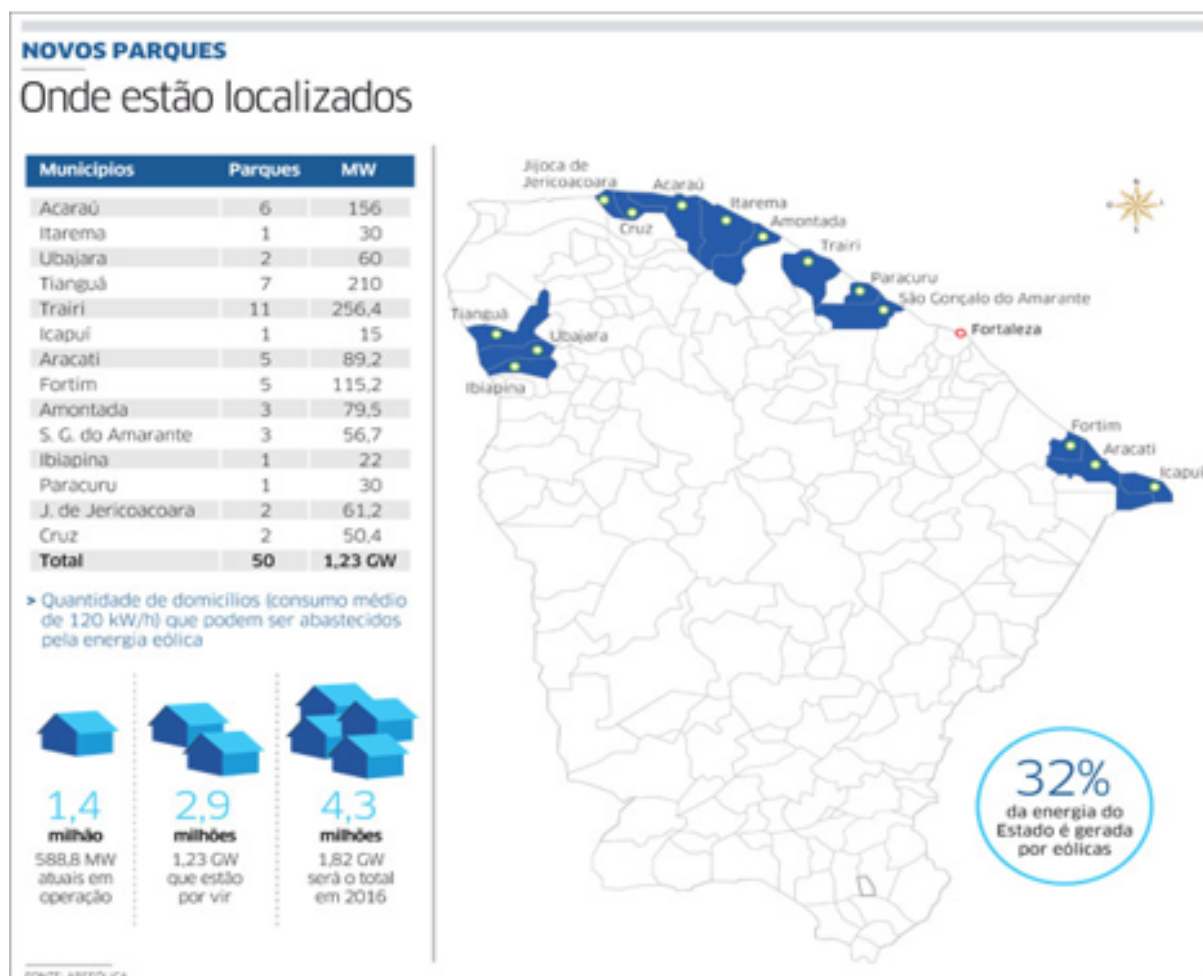 NOVOS PARQUES
Onde estão localizados
Municípios Parques MW
Acaraú 6 156
Itarema 1 30
Ubajara 2 60
Tianguá 7 210
Trairi 11 256,4
Icapuí 1 15
Aracati 5 89,2
Fortim 5 115,2
Amontada 3 79,5
S. G. do Amarante 3 56,7
Ibiapina 1 22
Paracuru 1 30
J. de Jericoacoara 2 61,2
Cruz 2 50,4
Total 50 1,23 GW
> Quantidade de domicílios (consumo médio
de 120 kW/h) que podem ser abastecidos
pela energia eólica
1,4
milhão
588,8 MW
atuais em
operação
2,9
milhões
1,23 GW
que estão
por vir
4,3
milhões
1,82 GW
será o total
em 2016
Jijoca de
Jericoacoara
Cruz
Acaraú
Itarema
Amontada
Trairi
Paracuru
São Gonçalo do Amarante
Fortaleza
Tianguá
Ubajara
Ibiapina
Fortim
Aracati
Icapuí
32%
da energia do
Estado é gerada
por eólicas